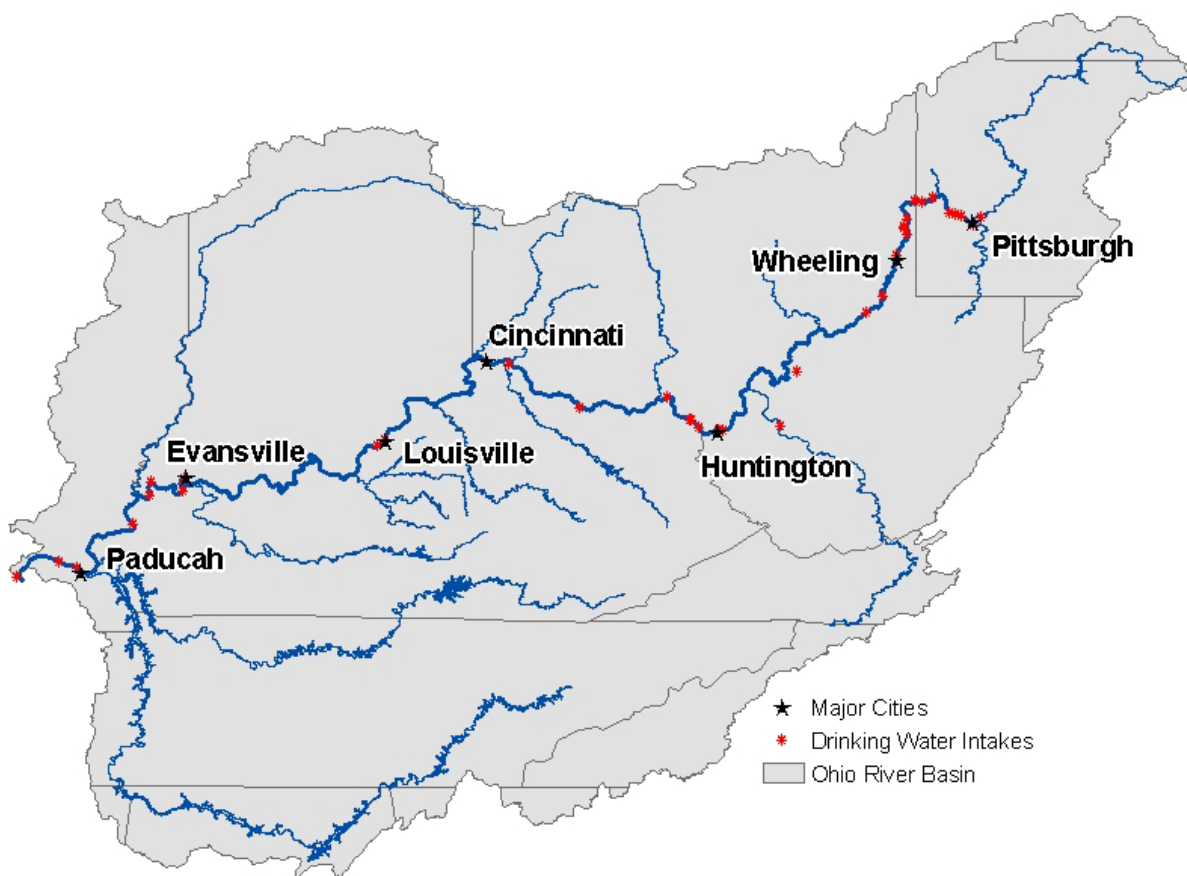 Pittsburgh
Wheeling
Cincinnati
Evansville
Louisville
Huntington
Paducah
Major Cities
Drinking Water Intakes
Ohio River Basin